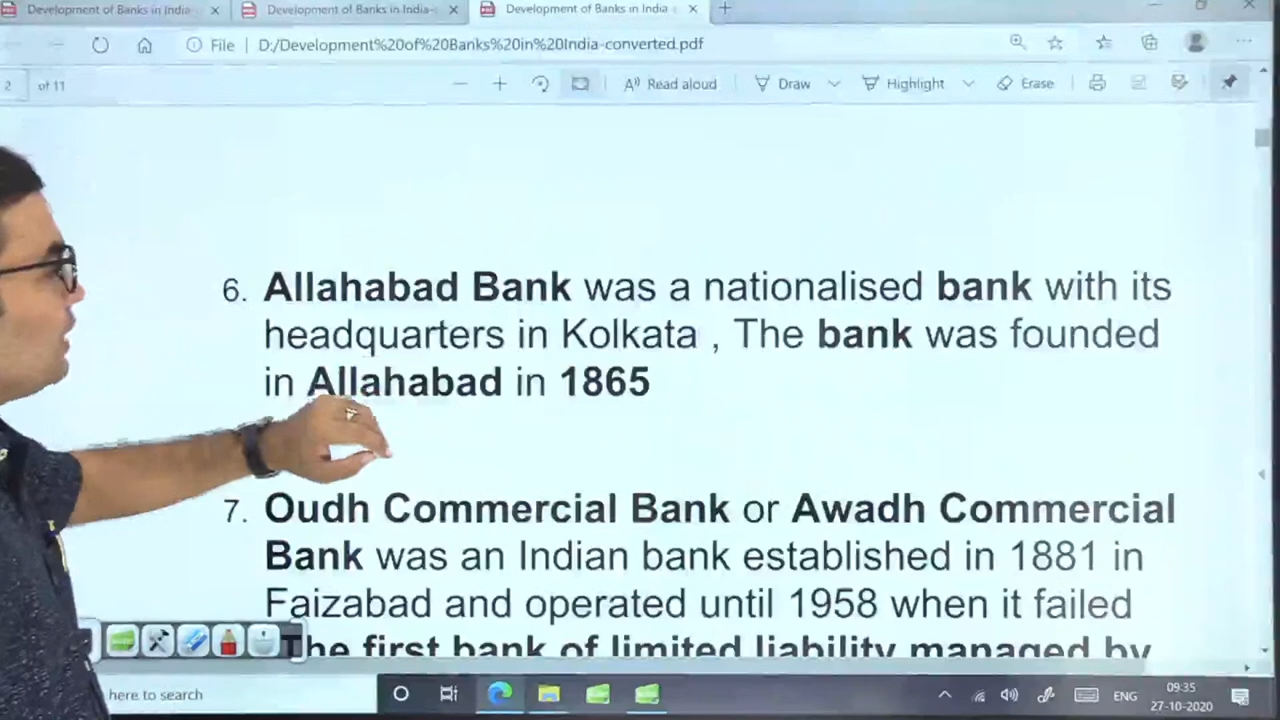 Development of Banks in India-
Development of Banks in India-
Development of Banks in India
File | D:/Development%20of%20Banks%20in%20India-converted.pdf
2 of 11
Read aloud
Draw
Highlight
Erase
6. Allahabad Bank was a nationalised bank with its
headquarters in Kolkata , The bank was founded
in Allahabad in 1865
7. Oudh Commercial Bank or Awadh Commercial
Bank was an Indian bank established in 1881 in
Faizabad and operated until 1958 when it failed
The first bank of limited liability managed by
here to search
ENG
09:35
27-10-2020